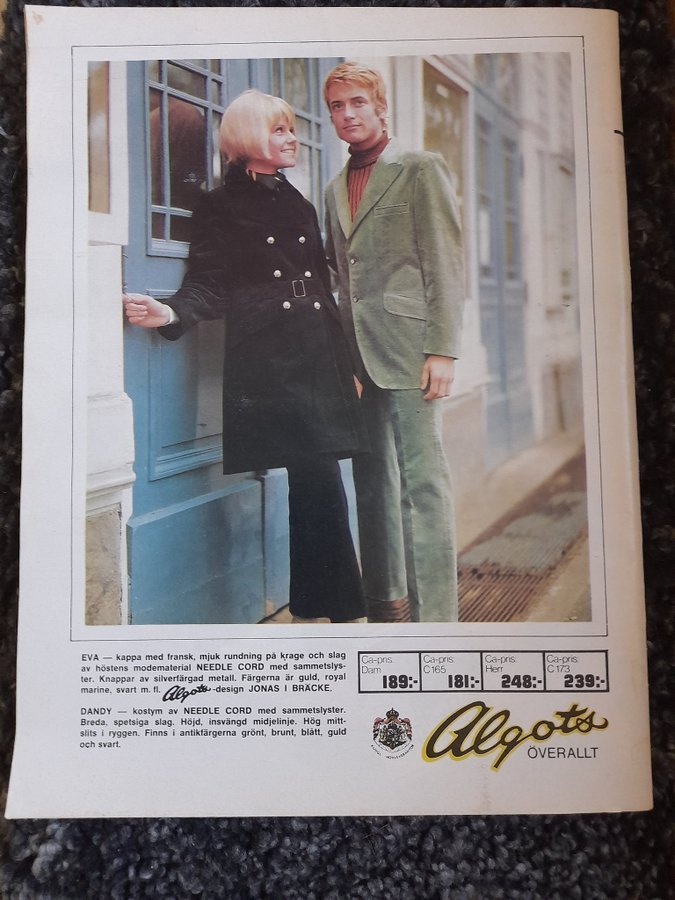 EVA — kappa med fransk, mjuk rundning på krage och slag
av höstens modematerial NEEDLE CORD med sammetslys-
ter. Knappar av silverfärgad metall. Färgerna är guld, royal
marine, svart m. fl. Algots-design JONAS I BRÄCKE.
DANDY — kostym av NEEDLE CORD med sammetslyster.
Breda, spetsiga slag. Höjd, insvängd midjelinje. Hög mitt-
slits i ryggen. Finns i antikfärgerna grönt, brunt, blått, guld
och svart.
Ca-pris
Dam
189:-
Ca-pris
C 165
181:-
Ca-pris
Herr
248:-
Ca-pris
C 173
239:-
Algots
ÖVERALLT